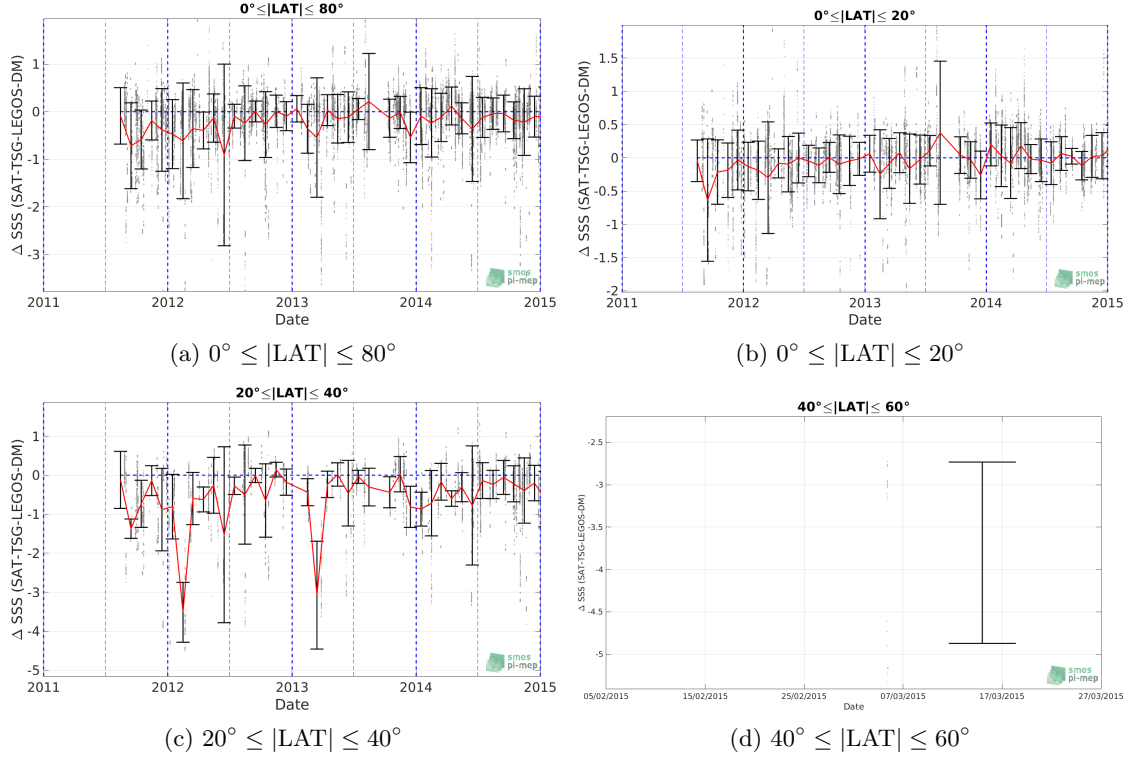 0°≤|LAT|≤ 80°
Δ SSS (SAT-TSG-LEGOS-DM)
1
0
-1
-2
-3
2011
2012
2013
2014
2015
Date
smos
pi-mep
(a) 0° ≤ |LAT| ≤ 80°
0°≤|LAT|≤ 20°
Δ SSS (SAT-TSG-LEGOS-DM)
1.5
1
0.5
0
-0.5
-1
-1.5
-2
2011
2012
2013
2014
2015
Date
smos
pi-mep
(b) 0° ≤ |LAT| ≤ 20°
20°≤|LAT|≤ 40°
Δ SSS (SAT-TSG-LEGOS-DM)
1
0
-1
-2
-3
-4
-5
2011
2012
2013
2014
2015
Date
smos
pi-mep
(c) 20° ≤ |LAT| ≤ 40°
40°≤|LAT|≤ 60°
Δ SSS (SAT-TSG-LEGOS-DM)
-2.5
-3
-3.5
-4
-4.5
-5
05/02/2015
15/02/2015
25/02/2015
07/03/2015
17/03/2015
27/03/2015
Date
smos
pi-mep
(d) 40° ≤ |LAT| ≤ 60°